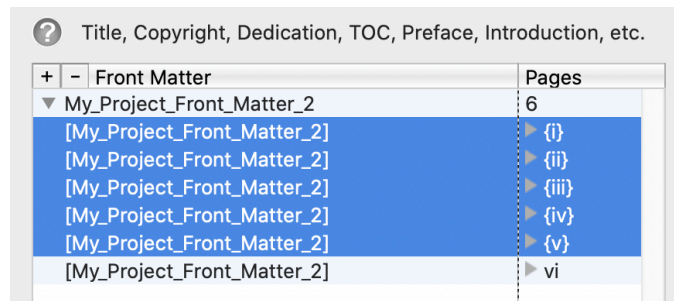 ? Title, Copyright, Dedication, TOC, Preface, Introduction, etc.
+ - Front Matter Pages
My_Project_Front_Matter_2 6
[My_Project_Front_Matter_2] {i}
[My_Project_Front_Matter_2] {ii}
[My_Project_Front_Matter_2] {iii}
[My_Project_Front_Matter_2] {iv}
[My_Project_Front_Matter_2] {v}
[My_Project_Front_Matter_2] vi